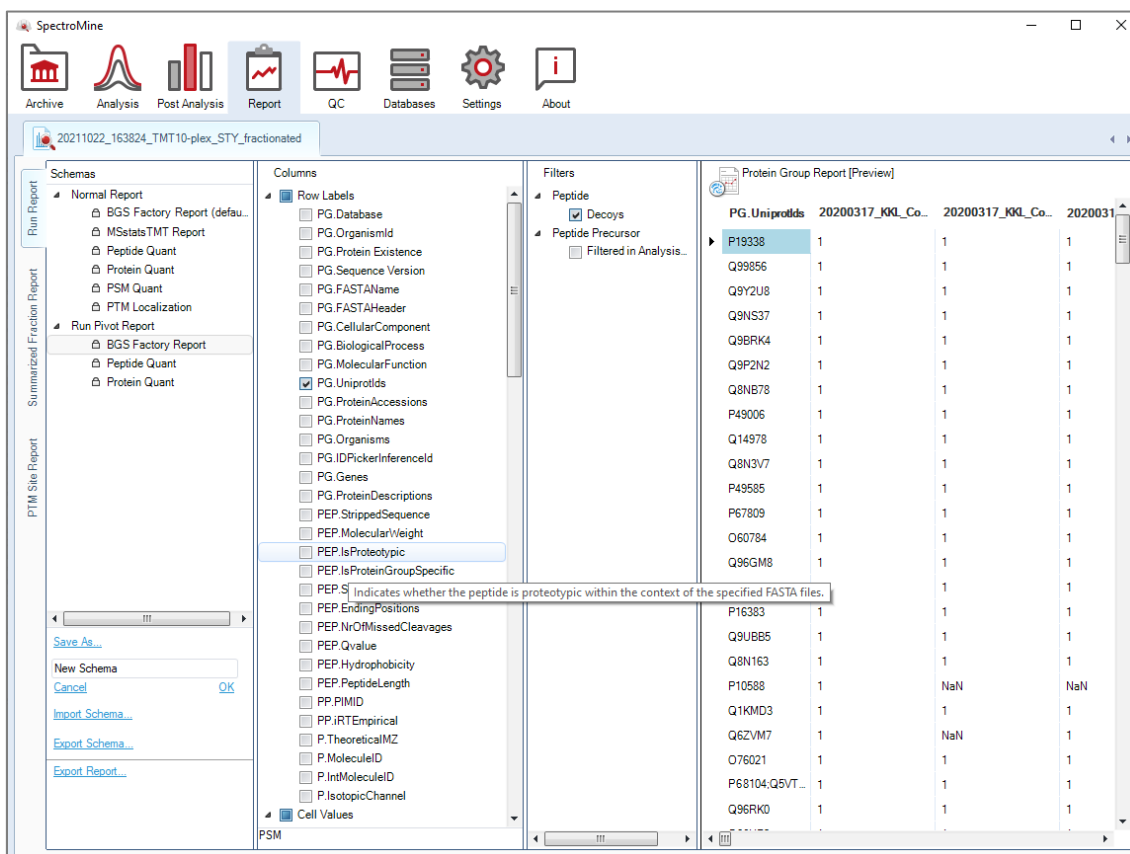 SpectroMine
Archive
Analysis
Post Analysis
Report
QC
Databases
Settings
About
20211022_163824_TMT10-plex_STY_fractionated
Run Report
Summarized Fraction Report
PTM Site Report
Schemas
Normal Report
BGS Factory Report (defau...
MSstatsTMT Report
Peptide Quant
Protein Quant
PSM Quant
PTM Localization
Run Pivot Report
BGS Factory Report
Peptide Quant
Protein Quant
Save As...
New Schema
Cancel OK
Import Schema...
Export Schema...
Export Report...
Columns
Row Labels
PG.Database
PG.OrganismId
PG.Protein Existence
PG.Sequence Version
PG.FASTAName
PG.FASTAHeader
PG.CellularComponent
PG.BiologicalProcess
PG.MolecularFunction
PG.UniprotIds
PG.ProteinAccessions
PG.ProteinNames
PG.Organisms
PG.IDPickerInferenceId
PG.Genes
PG.ProteinDescriptions
PEP.StrippedSequence
PEP.MolecularWeight
PEP.IsProteotypic
PEP.IsProteinGroupSpecific
PEP.S
Indicates whether the peptide is proteotypic within the context of the specified FASTA files.
PEP.EndingPositions
PEP.NrOfMissedCleavages
PEP.Qvalue
PEP.Hydrophobicity
PEP.PeptideLength
PP.PIMID
PP.iRTEmpirical
P.TheoreticalMZ
P.MoleculeID
P.IntMoleculeID
P.IsotopicChannel
Cell Values
PSM
Filters
Peptide
Decoys
Peptide Precursor
Filtered in Analysis...
Protein Group Report [Preview]
PG.UniprotIds 20200317_KKL_Co... 20200317_KKL_Co... 2020031
P19338 1 1 1
Q99856 1 1 1
Q9Y2U8 1 1 1
Q9NS37 1 1 1
Q9BRK4 1 1 1
Q9P2N2 1 1 1
Q8NB78 1 1 1
P49006 1 1 1
Q14978 1 1 1
Q8N3V7 1 1 1
P49585 1 1 1
P67809 1 1 1
O60784 1 1 1
Q96GM8 1 1 1
1 1
P16383 1 1 1
Q9UBB5 1 1 1
Q8N163 1 1 1
P10588 1 NaN NaN
Q1KMD3 1 1 1
Q6ZVM7 1 NaN 1
O76021 1 1 1
P68104;Q5VT... 1 1 1
Q96RK0 1 1 1